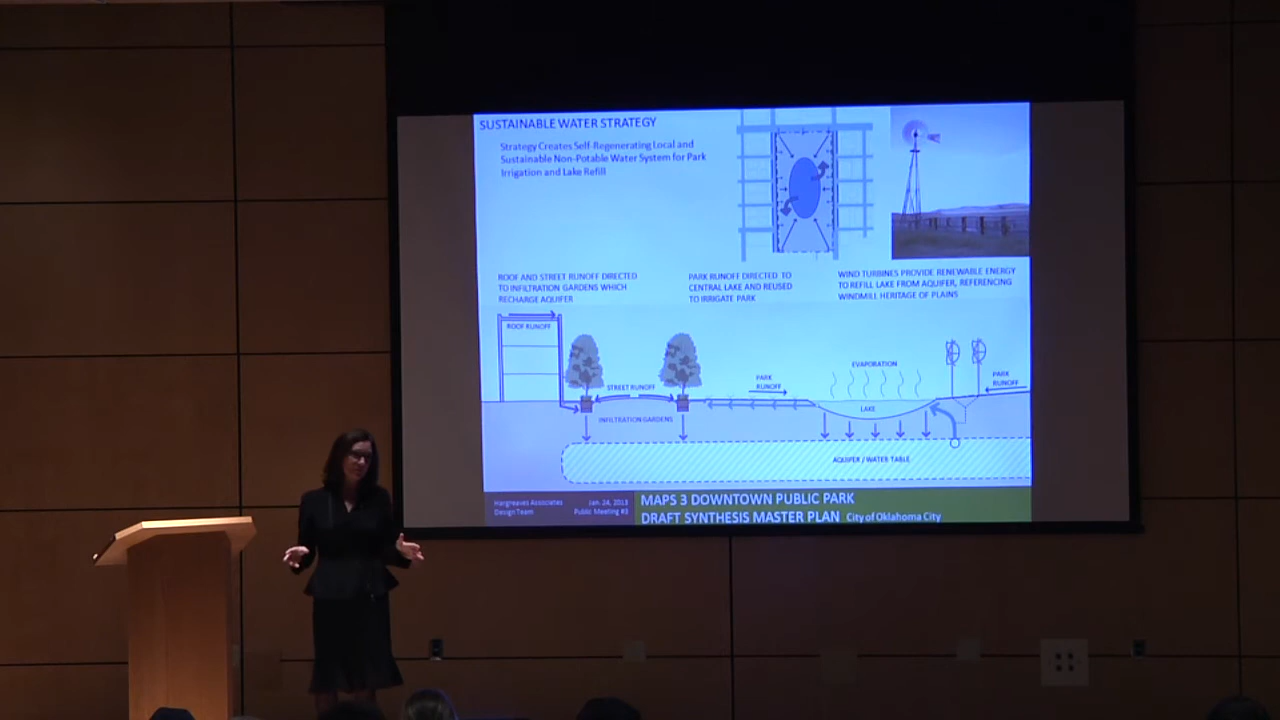 SUSTAINABLE WATER STRATEGY
Strategy Creates Self-Regenerating Local and
Sustainable Non-Potable Water System for Park
Irrigation and Lake Refill
ROOF AND STREET RUNOFF DIRECTED
TO INFILTRATION GARDENS WHICH
RECHARGE AQUIFER
PARK RUNOFF DIRECTED TO
CENTRAL LAKE AND REUSED
TO IRRIGATE PARK
WIND TURBINES PROVIDE RENEWABLE ENERGY
TO REFILL LAKE FROM AQUIFER, REFERENCING
WINDMILL HERITAGE OF PLAINS
ROOF RUNOFF
STREET RUNOFF
INFILTRATION GARDENS
PARK
RUNOFF
EVAPORATION
LAKE
PARK
RUNOFF
AQUIFER / WATER TABLE
Hargreaves Associates
Design Team
Jan. 24, 2013
Public Meeting #3
MAPS 3 DOWNTOWN PUBLIC PARK
DRAFT SYNTHESIS MASTER PLAN City of Oklahoma City